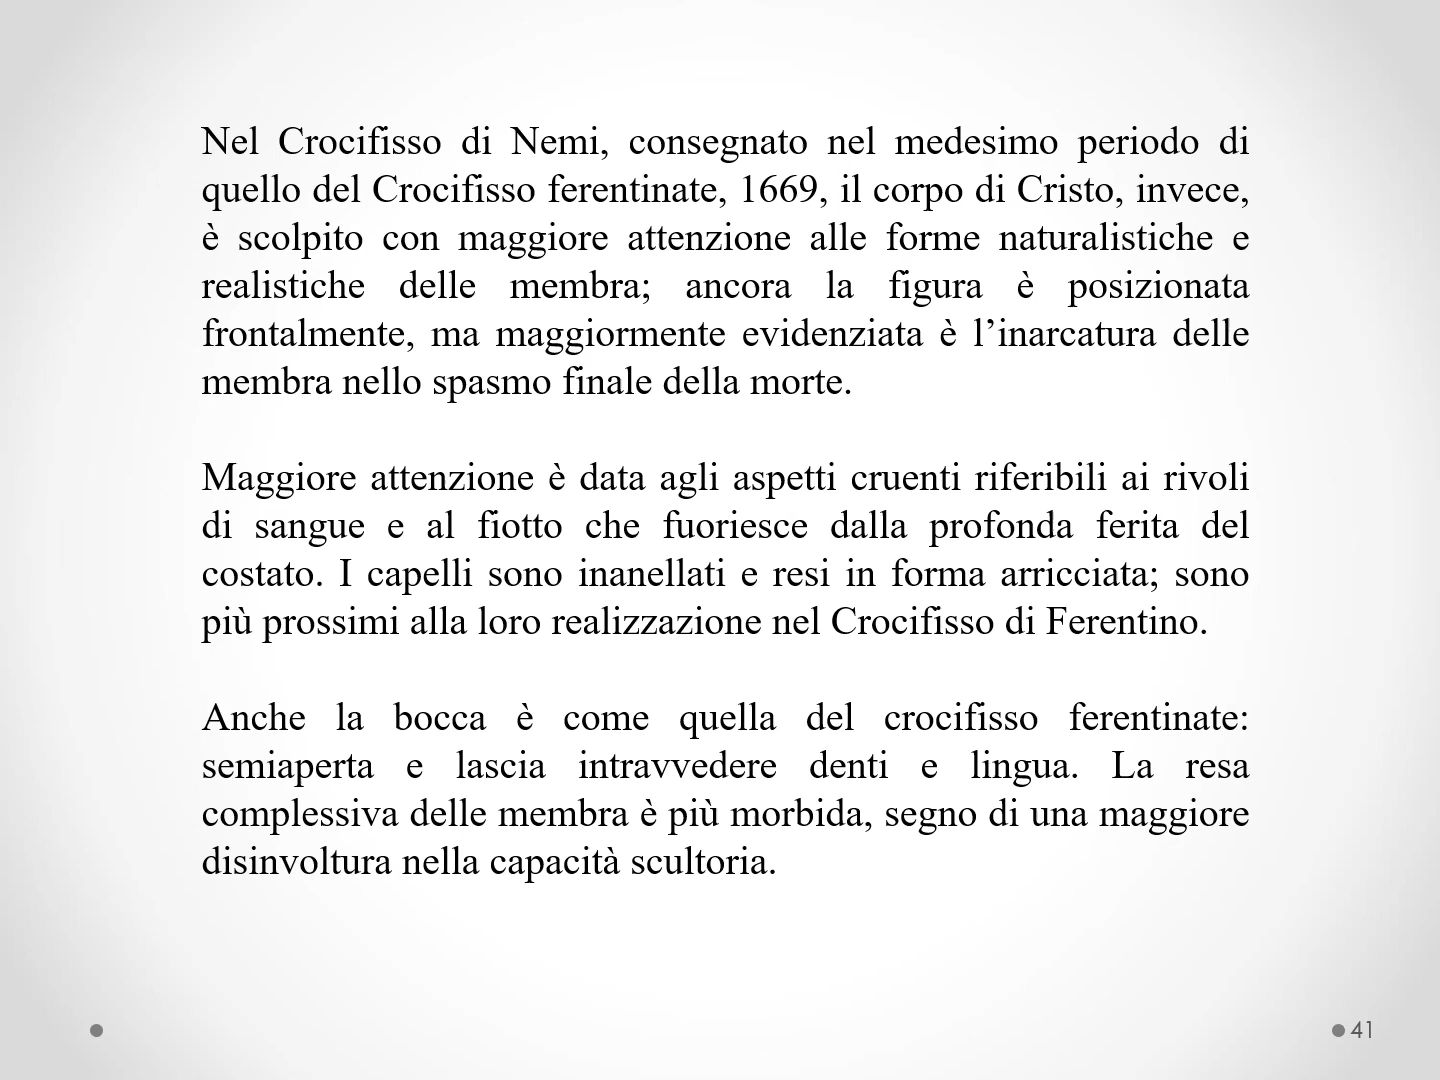 Nel Crocifisso di Nemi, consegnato nel medesimo periodo di
quello del Crocifisso ferentinate, 1669, il corpo di Cristo, invece,
è scolpito con maggiore attenzione alle forme naturalistiche e
realistiche delle membra; ancora la figura è posizionata
frontalmente, ma maggiormente evidenziata è l’inarcatura delle
membra nello spasmo finale della morte.
Maggiore attenzione è data agli aspetti cruenti riferibili ai rivoli
di sangue e al fiotto che fuoriesce dalla profonda ferita del
costato. I capelli sono inanellati e resi in forma arricciata; sono
più prossimi alla loro realizzazione nel Crocifisso di Ferentino.
Anche la bocca è come quella del crocifisso ferentinate:
semiaperta e lascia intravvedere denti e lingua. La resa
complessiva delle membra è più morbida, segno di una maggiore
disinvoltura nella capacità scultoria.
41